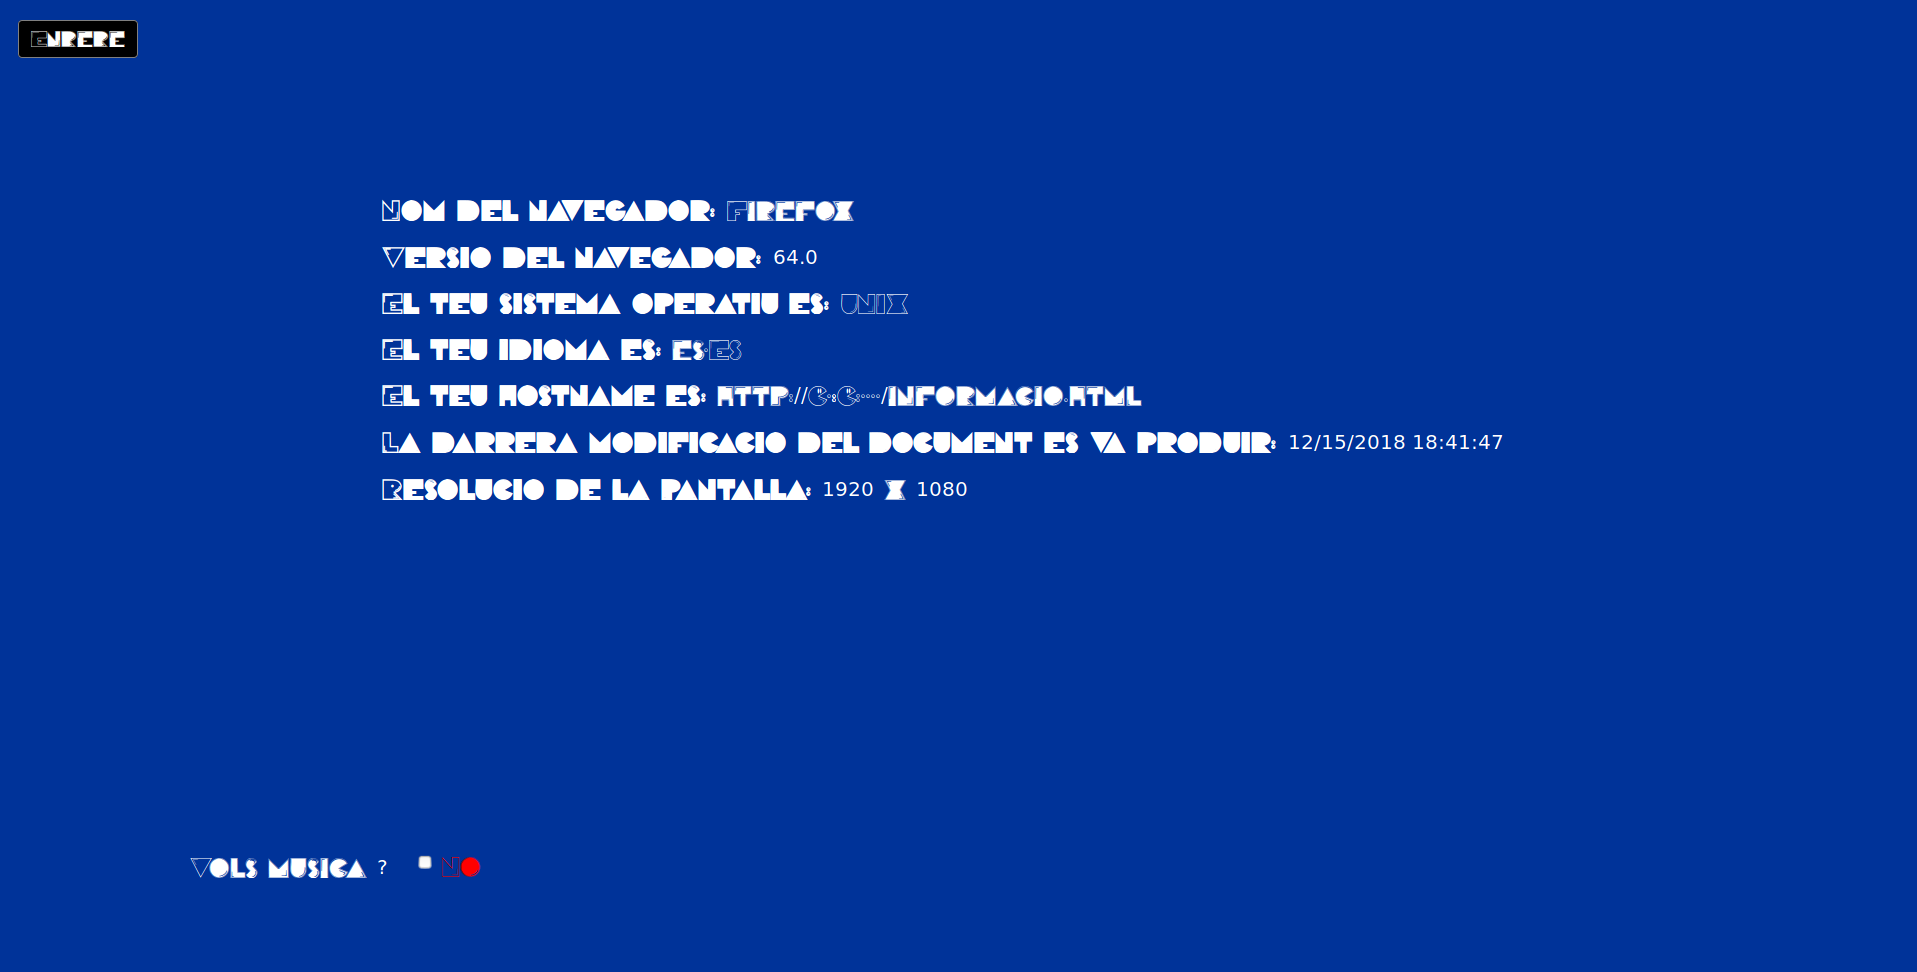 Enrere
Nom del navegador: Firefox
Versio del navegador: 64.0
El teu sistema operatiu es: UNIX
El teu idioma es: es-ES
El teu hostname es: http:// /informacio.html
La darrera modificacio del document es va produir: 12/15/2018 18:41:47
Resolucio de la pantalla: 1920 x 1080
Vols musica ? No